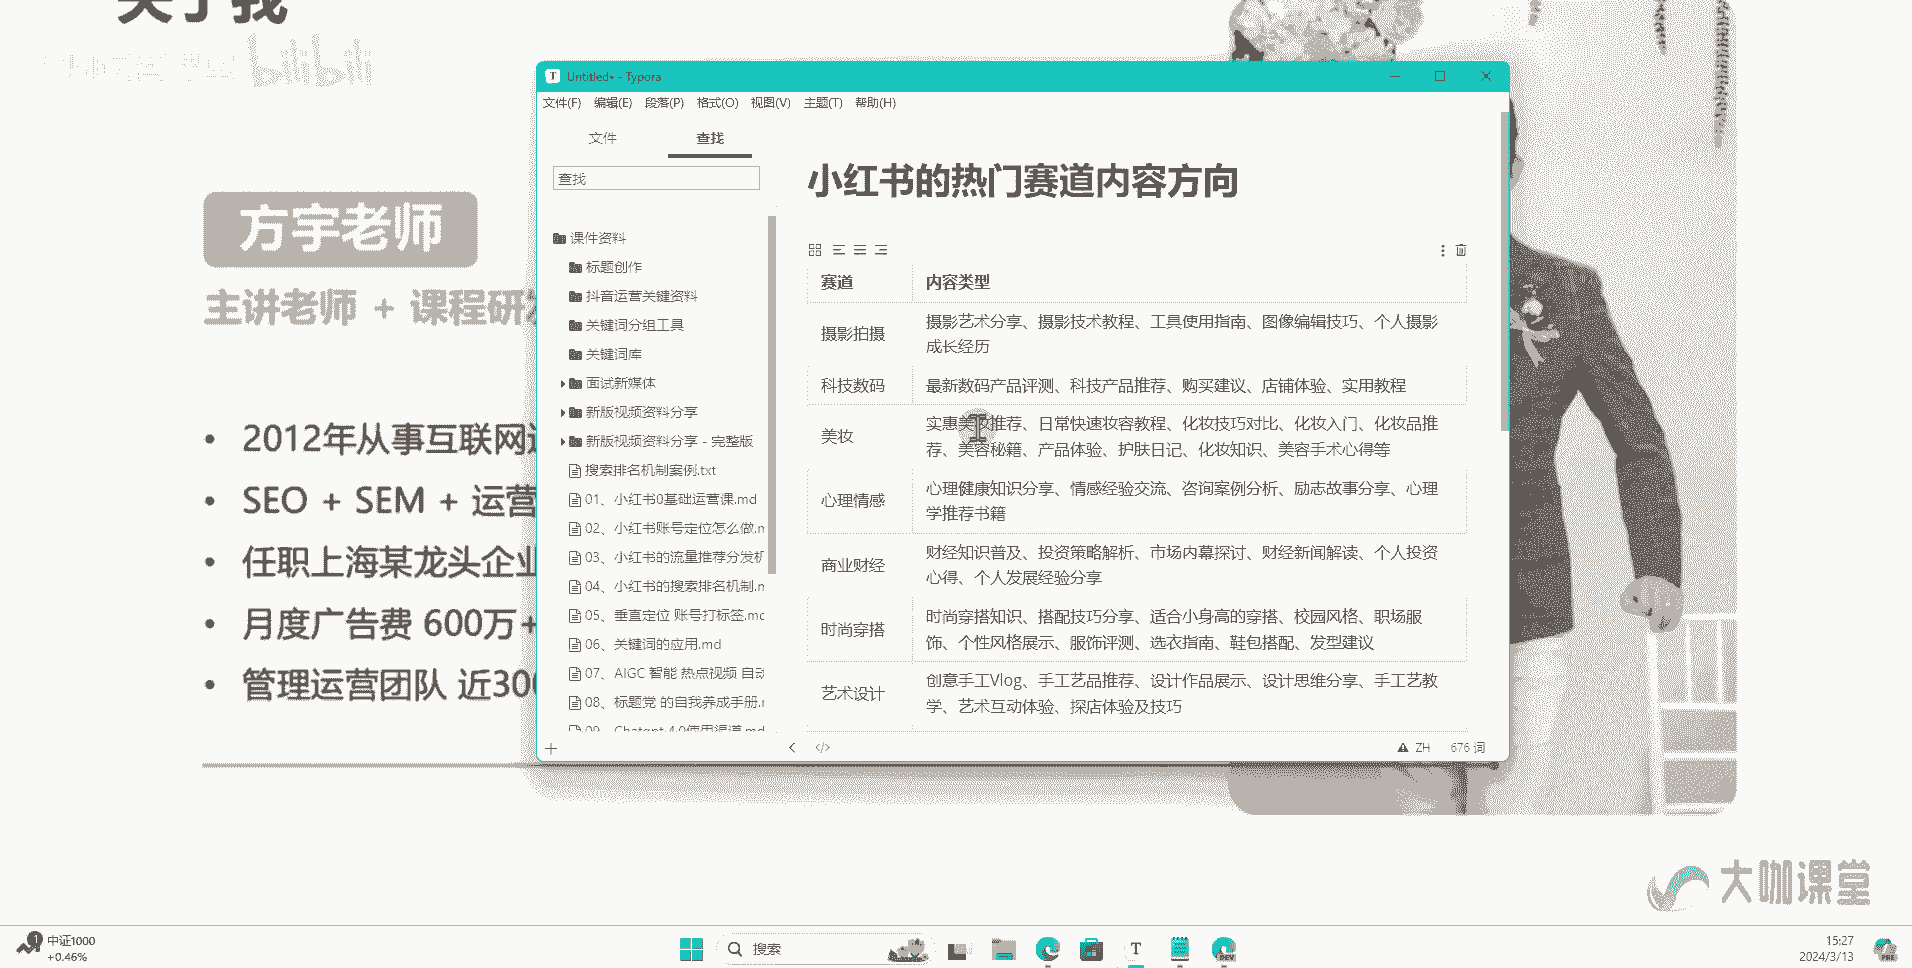 关于我
bilibili
方宇老师
主讲老师 + 课程研
2012年从事互联网
SEO + SEM + 运营
任职上海某龙头企业
月度广告费 600万+
管理运营团队 近300
Untitled• - Typora
文件(F) 编辑(E) 段落(P) 格式(O) 视图(V) 主题(T) 帮助(H)
文件 查找
查找
课件资料
标题创作
抖音运营关键资料
关键词分组工具
关键词库
面试新媒体
新版视频资料分享
新版视频资料分享 - 完整版
搜索排名机制案例.txt
01、小红书0基础运营课.md
02、小红书账号定位怎么做.m
03、小红书的流量推荐分发机
04、小红书的搜索排名机制.m
05、垂直定位 账号打标签.md
06、关键词的应用.md
07、AIGC 智能 热点视频 自动
08、标题党 的自我养成手册.r
09、Chatgpt 4.0使用渠道.md
小红书的热门赛道内容方向
赛道 内容类型
摄影拍摄 摄影艺术分享、摄影技术教程、工具使用指南、图像编辑技巧、个人摄影
成长经历
科技数码 最新数码产品评测、科技产品推荐、购买建议、店铺体验、实用教程
美妆 实惠美妆推荐、日常快速妆容教程、化妆技巧对比、化妆入门、化妆品推
荐、美容秘籍、产品体验、护肤日记、化妆知识、美容手术心得等
心理情感 心理健康知识分享、情感经验交流、咨询案例分析、励志故事分享、心理
学推荐书籍
商业财经 财经知识普及、投资策略解析、市场内幕探讨、财经新闻解读、个人投资
心得、个人发展经验分享
时尚穿搭 时尚穿搭知识、搭配技巧分享、适合小身高的穿搭、校园风格、职场服
饰、个性风格展示、服饰评测、选衣指南、鞋包搭配、发型建议
艺术设计 创意手工Vlog、手工艺品推荐、设计作品展示、设计思维分享、手工艺教
学、艺术互动体验、探店体验及技巧
ZH 676 词
大咖课堂
1
中证1000
+0.46%
搜索
T
DEV
15:27
2024/3/13
PRE